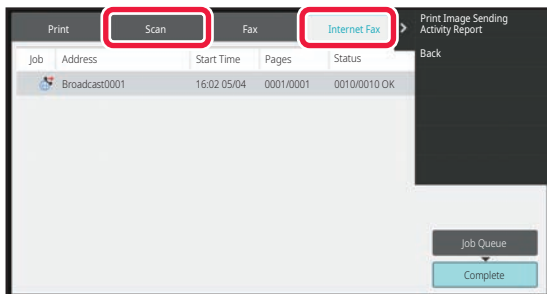 Print Scan Fax Internet Fax
Job Address Start Time Pages Status
Broadcast0001 16:02 05/04 0001/0001 0010/0010 OK
Print Image Sending
Activity Report
Back
Job Queue
Complete